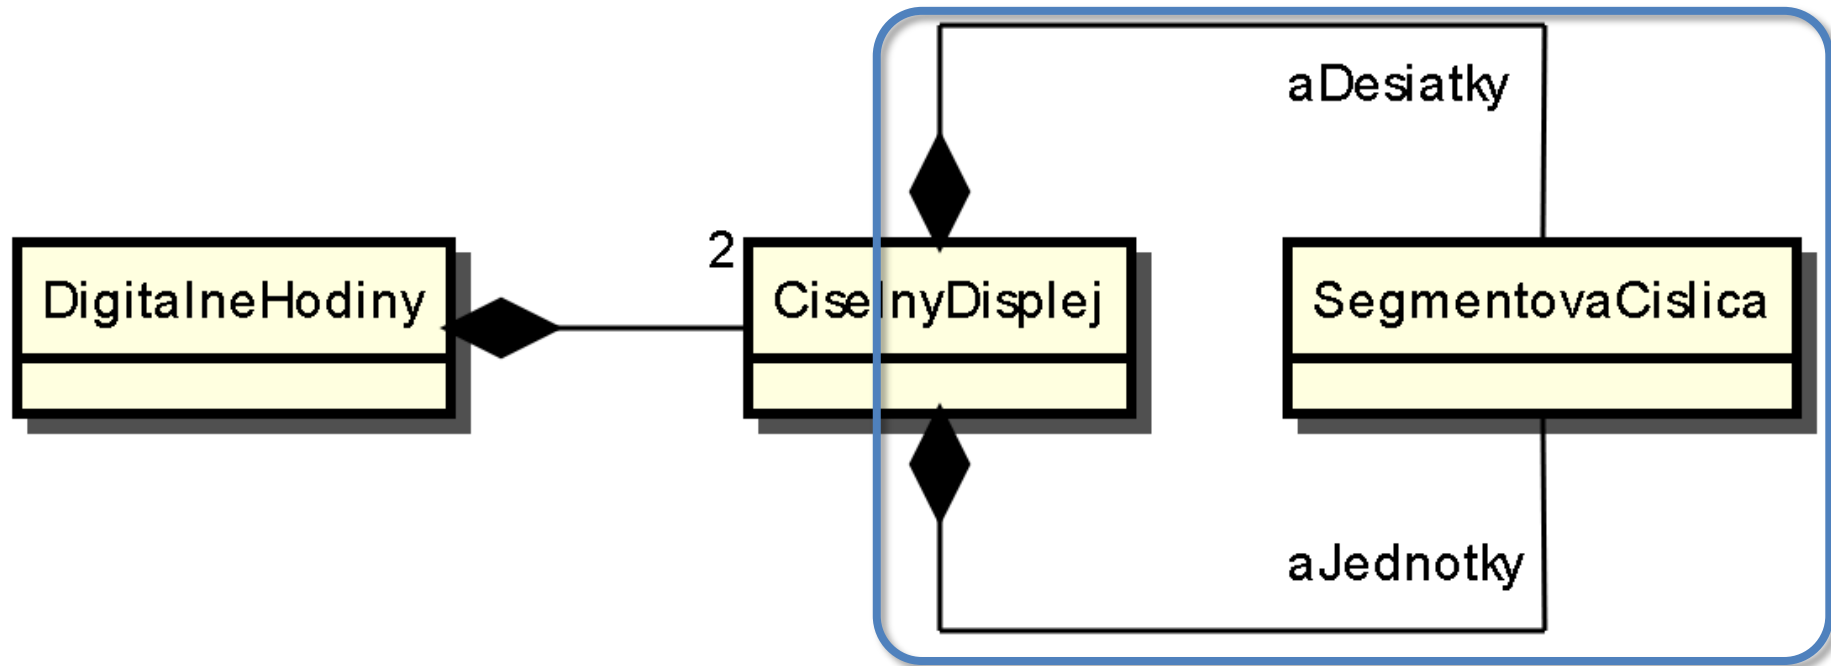 aDesiatky
2
DigitalneHodiny
CiselnyDisplej
SegmentovaCislica
aJednotky